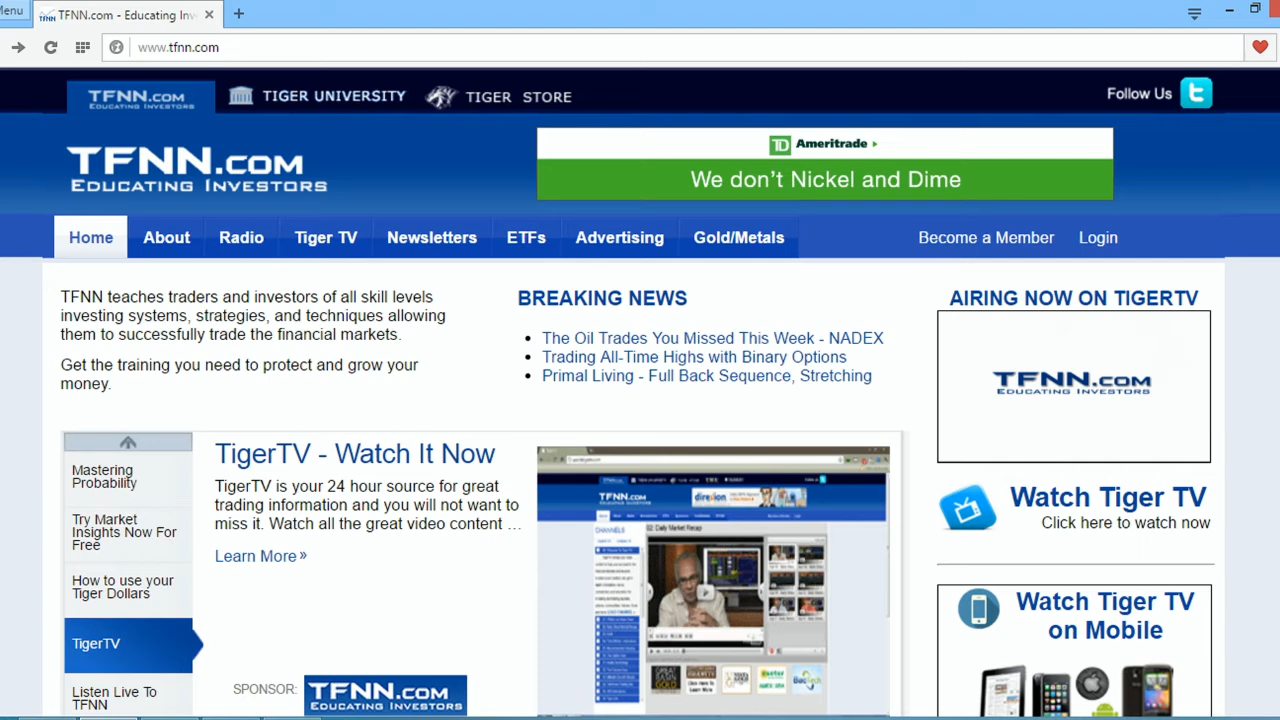 Menu
TFNN.com - Educating Inv
www.tfnn.com
TFNN.COM
EDUCATING INVESTORS
TIGER UNIVERSITY
TIGER STORE
Follow Us
TFNN.COM
EDUCATING INVESTORS
TD Ameritrade
We don't Nickel and Dime
Home
About
Radio
Tiger TV
Newsletters
ETFs
Advertising
Gold/Metals
Become a Member
Login
TFNN teaches traders and investors of all skill levels
investing systems, strategies, and techniques allowing
them to successfully trade the financial markets.
Get the training you need to protect and grow your
money.
BREAKING NEWS
The Oil Trades You Missed This Week - NADEX
Trading All-Time Highs with Binary Options
Primal Living - Full Back Sequence, Stretching
AIRING NOW ON TIGERTV
TFNN.COM
EDUCATING INVESTORS
Watch Tiger TV
Click here to watch now
Watch Tiger TV
on Mobile
Mastering
Probability
Try Market
Insights Now For
Free
How to use your
Tiger Dollars
TigerTV
Listen Live To
TFNN
TigerTV - Watch It Now
TigerTV is your 24 hour source for great
trading information and you will not want to
miss it. Watch all the great video content ...
Learn More »
SPONSOR:
TFNN.COM
EDUCATING INVESTORS
TFNN.COM
direxion
CHANNELS
02. Daily Market Recap